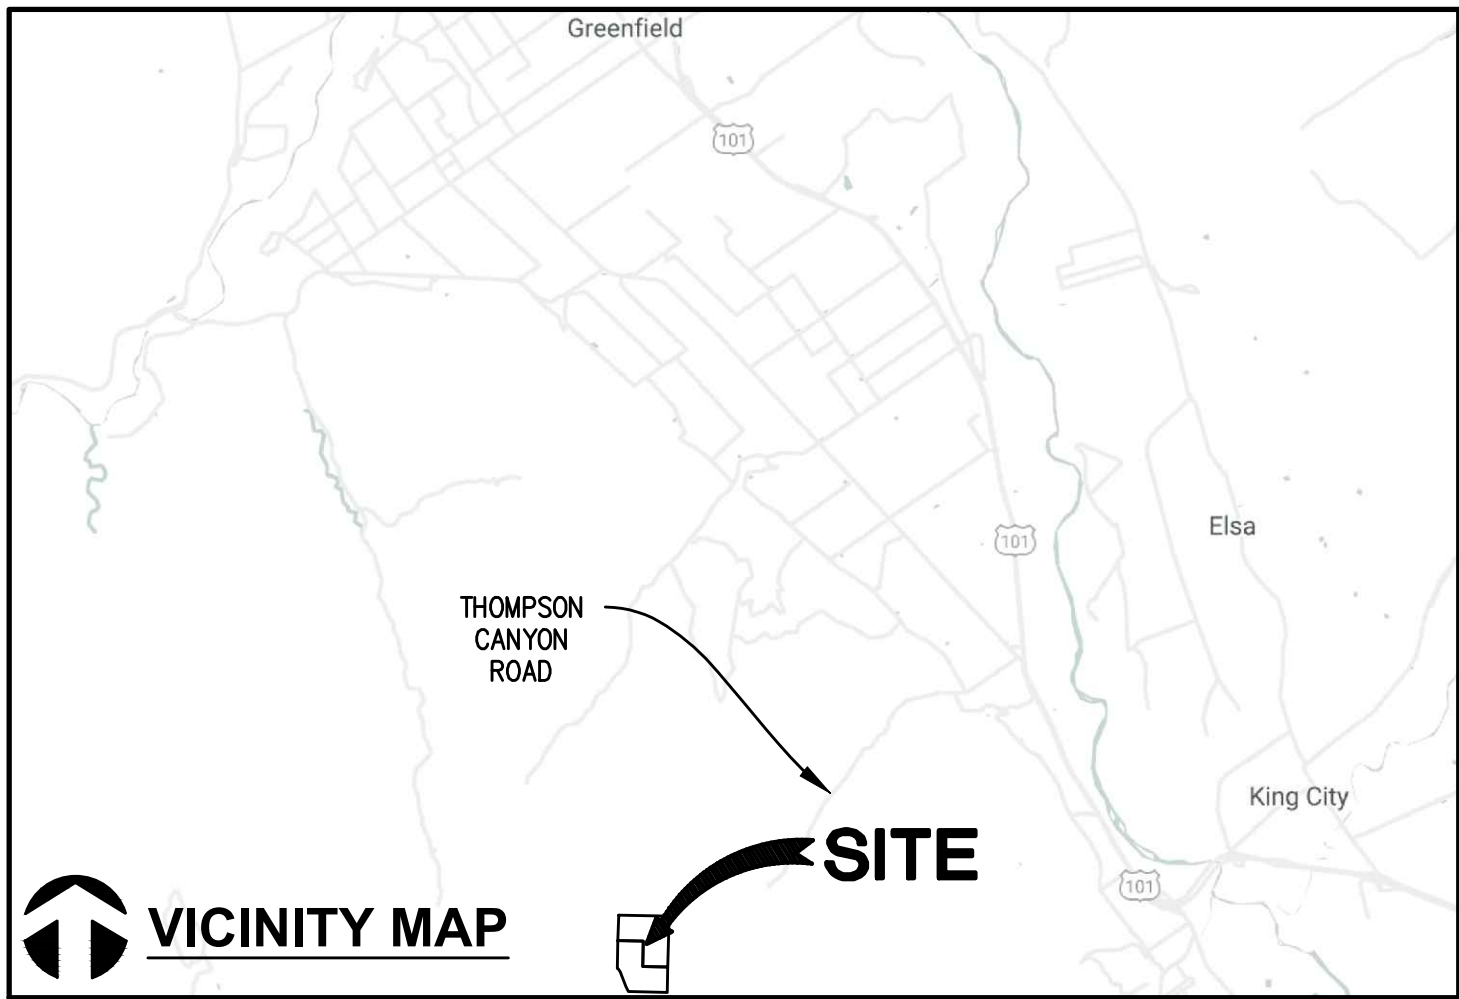 Greenfield
101
101
Elsa
THOMPSON
CANYON
ROAD
King City
SITE
101
VICINITY MAP